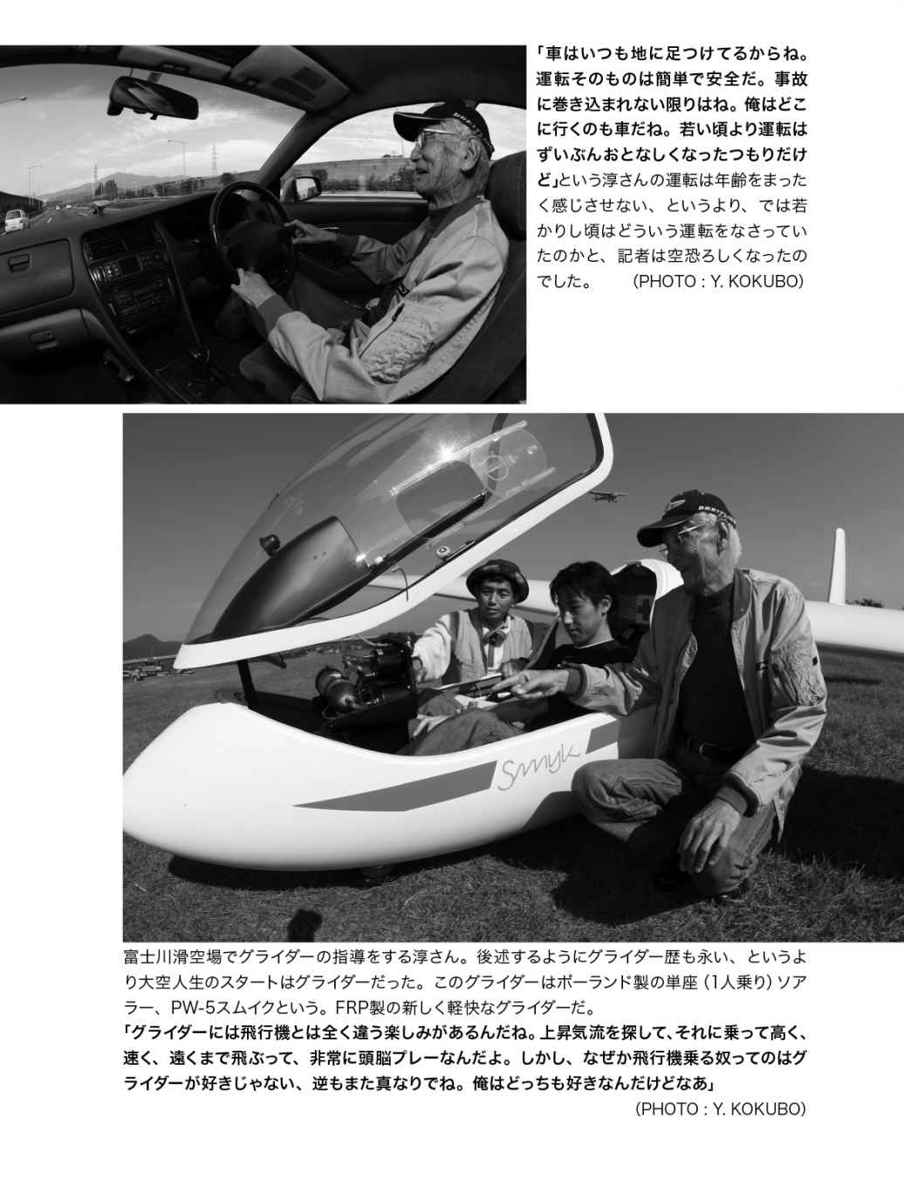 「車はいつも地に足つけてるからね。
運転そのものは簡単で安全だ。事故
に巻き込まれない限りはね。俺はどこ
に行くのも車だね。若い頃より運転は
ずいぶんおとなしくなったつもりだけ
ど」という淳さんの運転は年齢をまった
く感じさせない、というより、では若
かりし頃はどういう運転をなさってい
たのかと、記者は空恐ろしくなったの
でした。　　（PHOTO : Y. KOKUBO）
Smyk
富士川滑空場でグライダーの指導をする淳さん。後述するようにグライダー歴も永い、というよ
り大空人生のスタートはグライダーだった。このグライダーはポーランド製の単座（1人乗り）ソア
ラー、PW-5スムイクという。FRP製の新しく軽快なグライダーだ。
「グライダーには飛行機とは全く違う楽しみがあるんだね。上昇気流を探して、それに乗って高く、
速く、遠くまで飛ぶって、非常に頭脳プレーなんだよ。しかし、なぜか飛行機乗る奴ってのはグ
ライダーが好きじゃない、逆もまた真なりでね。俺はどっちも好きなんだけどなあ」
（PHOTO : Y. KOKUBO）